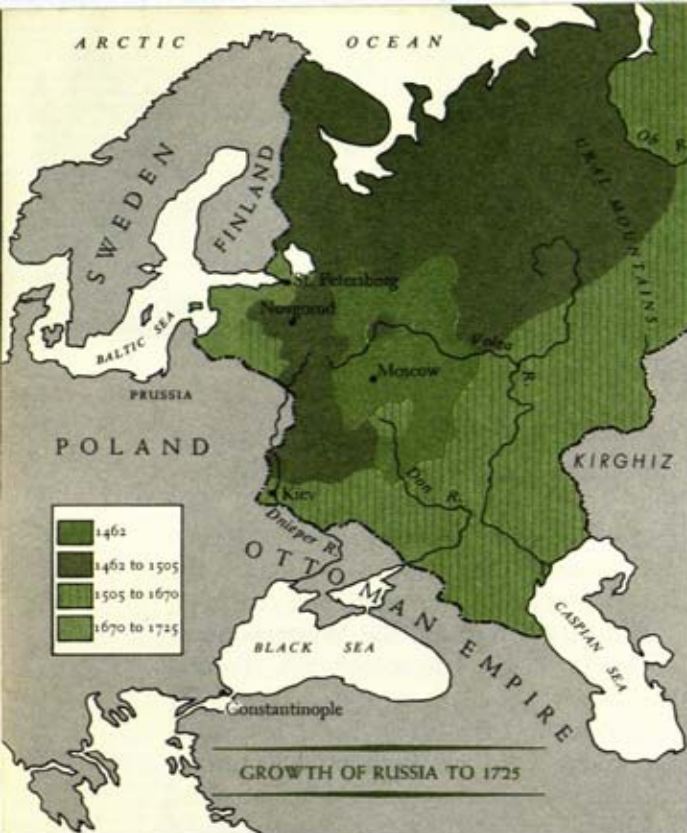 ARCTIC OCEAN
SWEDEN
FINLAND
URAL MOUNTAINS
Ob R.
St. Petersburg
Novgorod
BALTIC SEA
Volga R.
Moscow
PRUSSIA
POLAND
KIRGHIZ
Don R.
Kiev
Dnieper R.
1462
1462 to 1505
1505 to 1670
1670 to 1725
OTTOMAN EMPIRE
BLACK SEA
CASPIAN SEA
Constantinople
GROWTH OF RUSSIA TO 1725